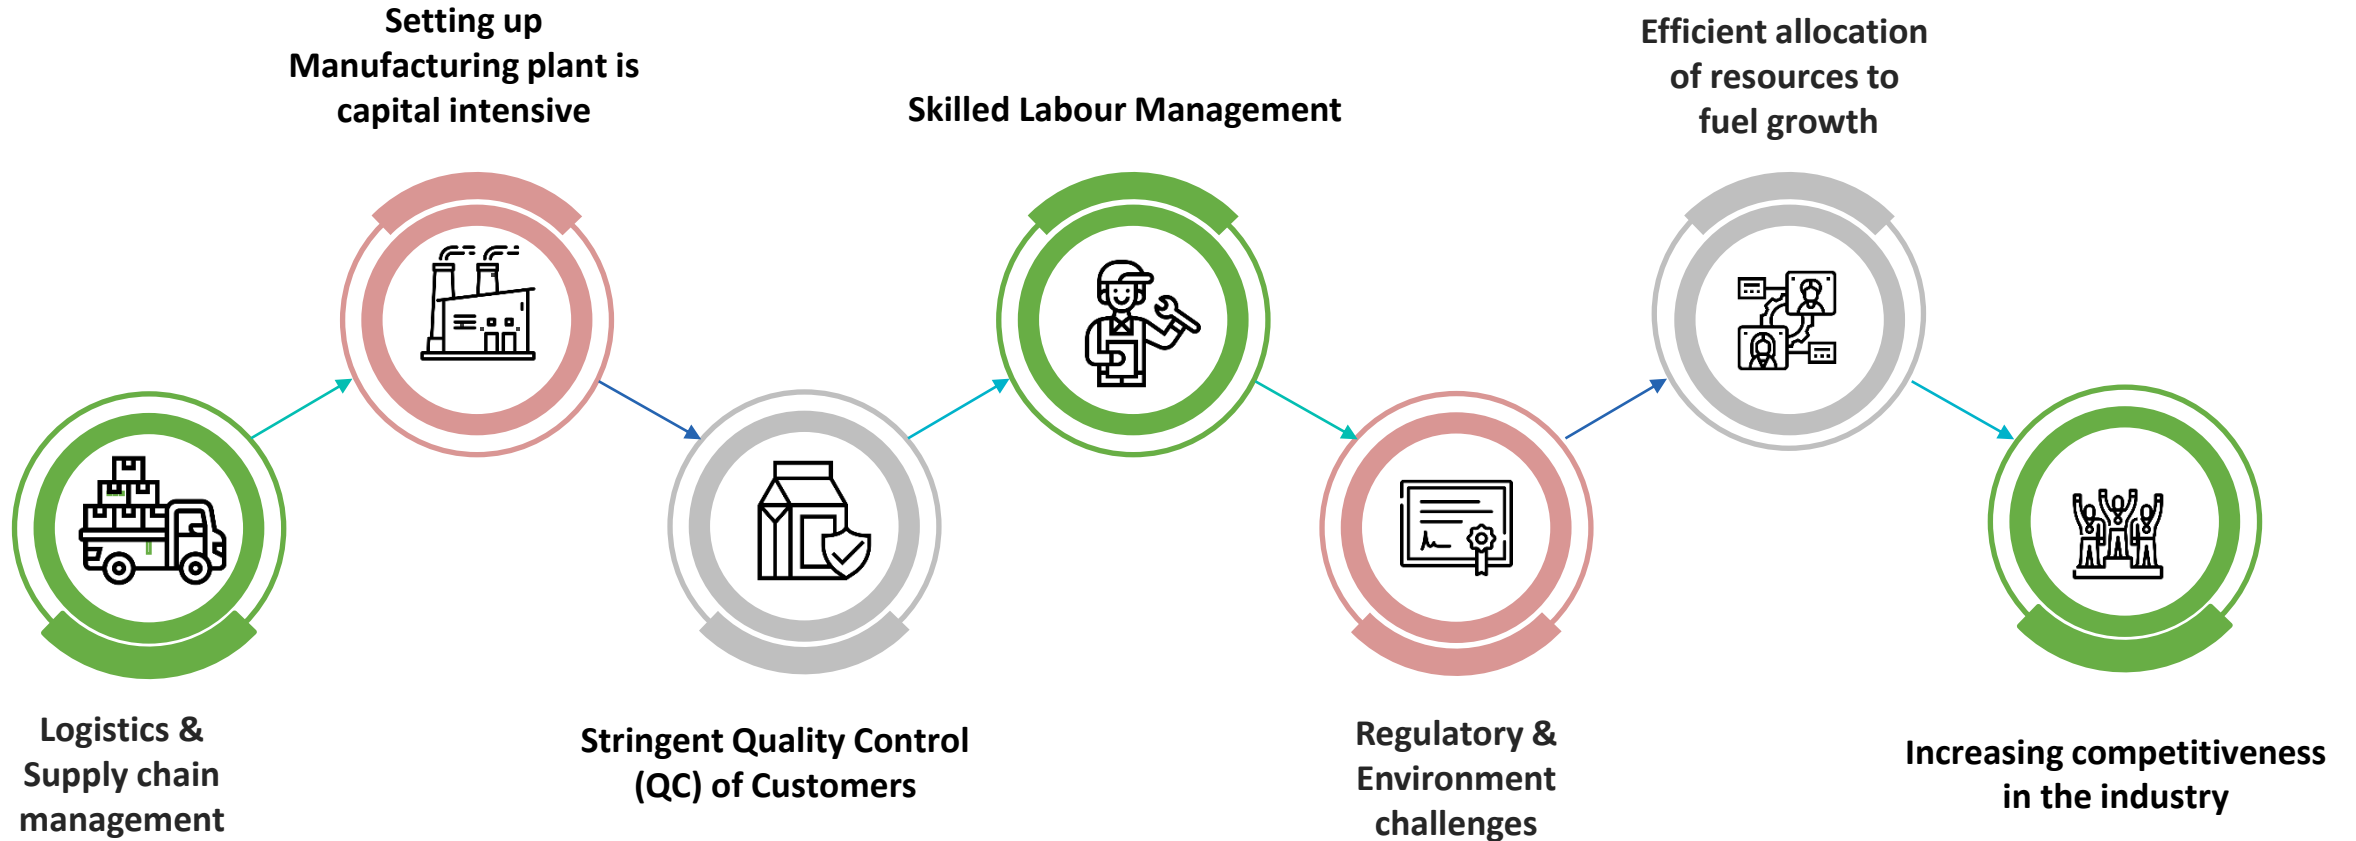 Setting up
Manufacturing plant is
capital intensive
Skilled Labour Management
Efficient allocation
of resources to
fuel growth
Logistics &
Supply chain
management
Stringent Quality Control
(QC) of Customers
Regulatory &
Environment
challenges
Increasing competitiveness
in the industry